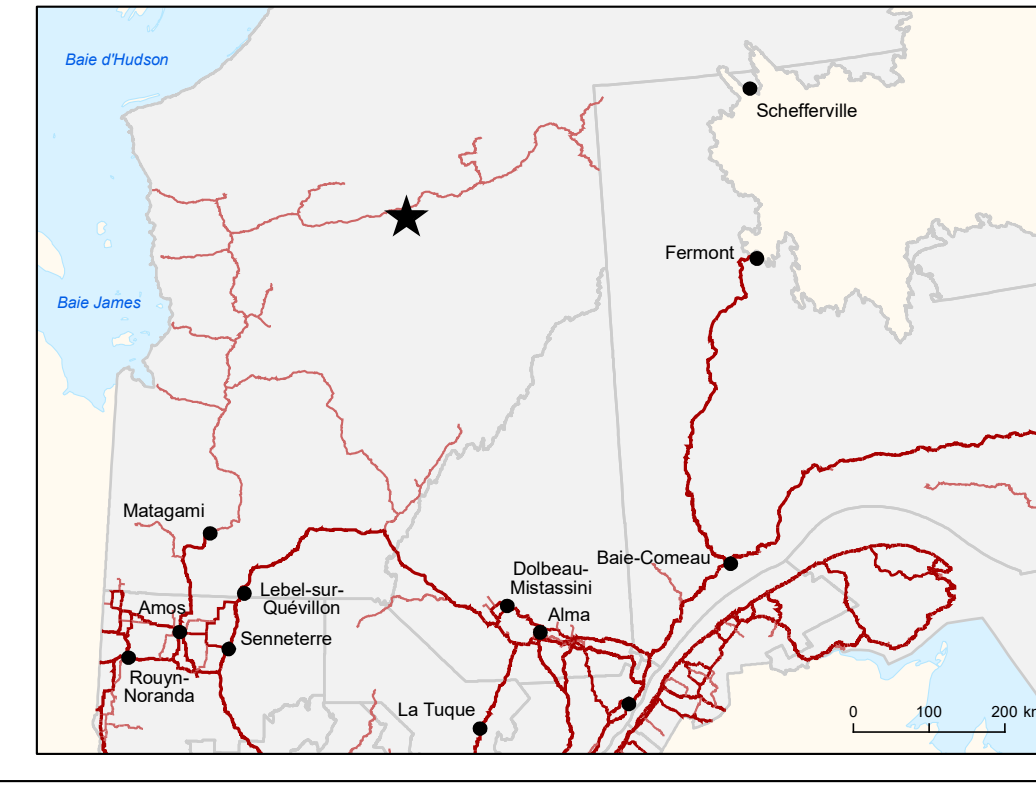 Baie d'Hudson
Schefferville
Fermont
Baie James
Matagami
Baie-Comeau
Dolbeau-
Mistassini
Lebel-sur-
Quévillon
Amos
Alma
Senneterre
Rouyn-
Noranda
La Tuque
0 100 200 km